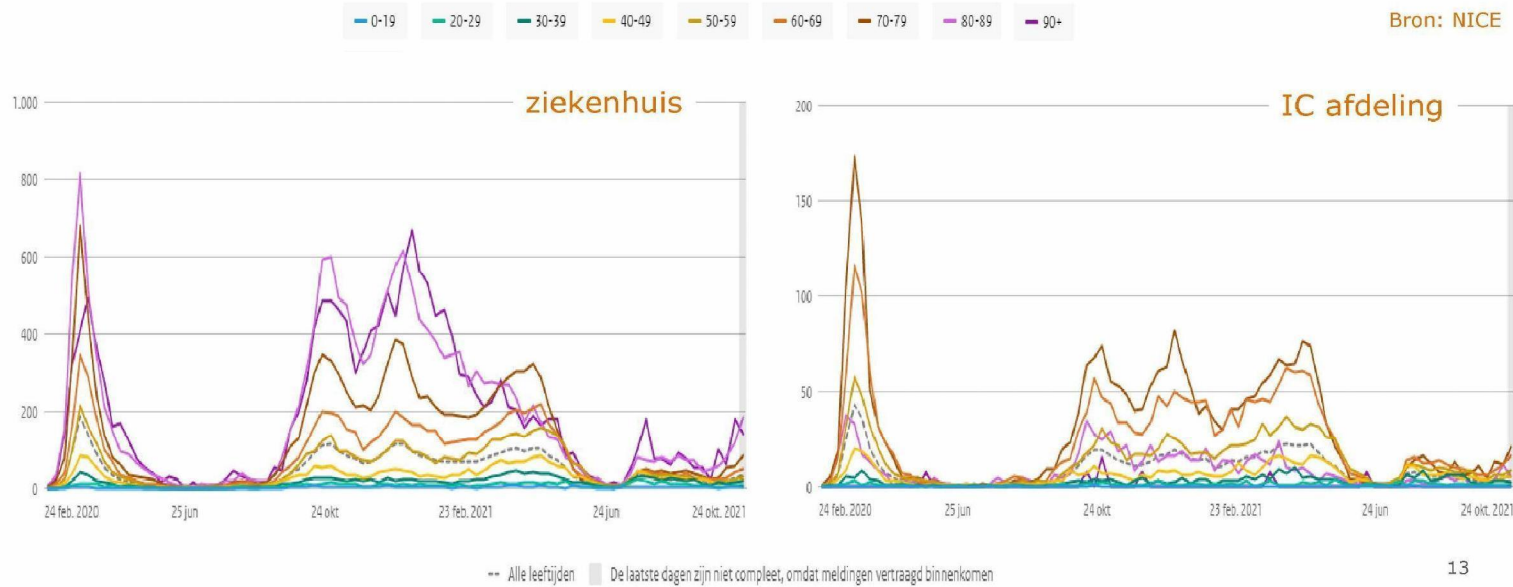 0-19 20-29 30-39 40-49 50-59 60-69 70-79 80-89 90+
Bron: NICE
ziekenhuis
1.000
800
600
400
200
0
24 feb. 2020 25 jun 24 okt 23 feb. 2021 24 jun 24 okt. 2021
IC afdeling
200
150
100
50
0
24 feb. 2020 25 jun 24 okt 23 feb. 2021 24 jun 24 okt. 2021
Alle leeftijden De laatste dagen zijn niet compleet, omdat meldingen vertraagd binnenkomen
13